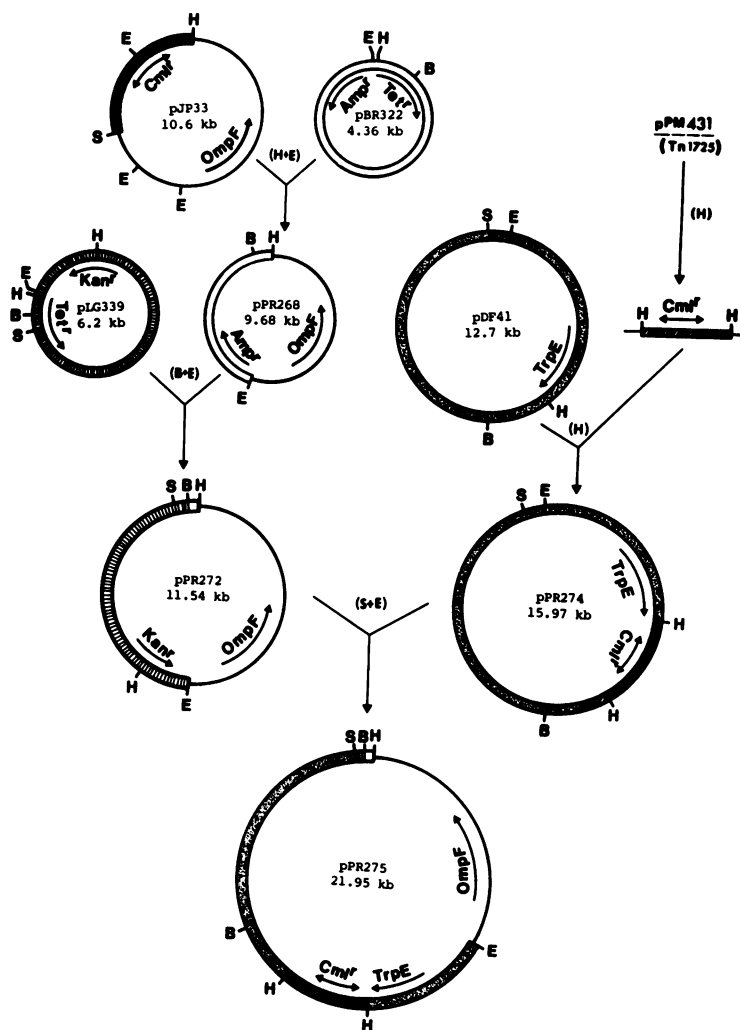 H
E
Cmlʳ
pJP33
10.6 kb
OmpF
S
E
E
E H
B
Ampʳ
Tetʳ
pBR322
4.36 kb
(H+E)
pPM431
(Tn1725)
(H)
H
Cmlʳ
H
H
Kanʳ
E
H
B
S
Tetʳ
pLG339
6.2 kb
B
H
pPR268
9.68 kb
Ampʳ
OmpF
E
(B+E)
S
E
pDF41
12.7 kb
TrpE
H
B
(H)
S B H
pPR272
11.54 kb
Kanʳ
OmpF
H
E
(S+E)
S
E
TrpE
pPR274
15.97 kb
H
Cmlʳ
H
B
S B H
pPR275
21.95 kb
OmpF
B
E
Cmlʳ
TrpE
H
H